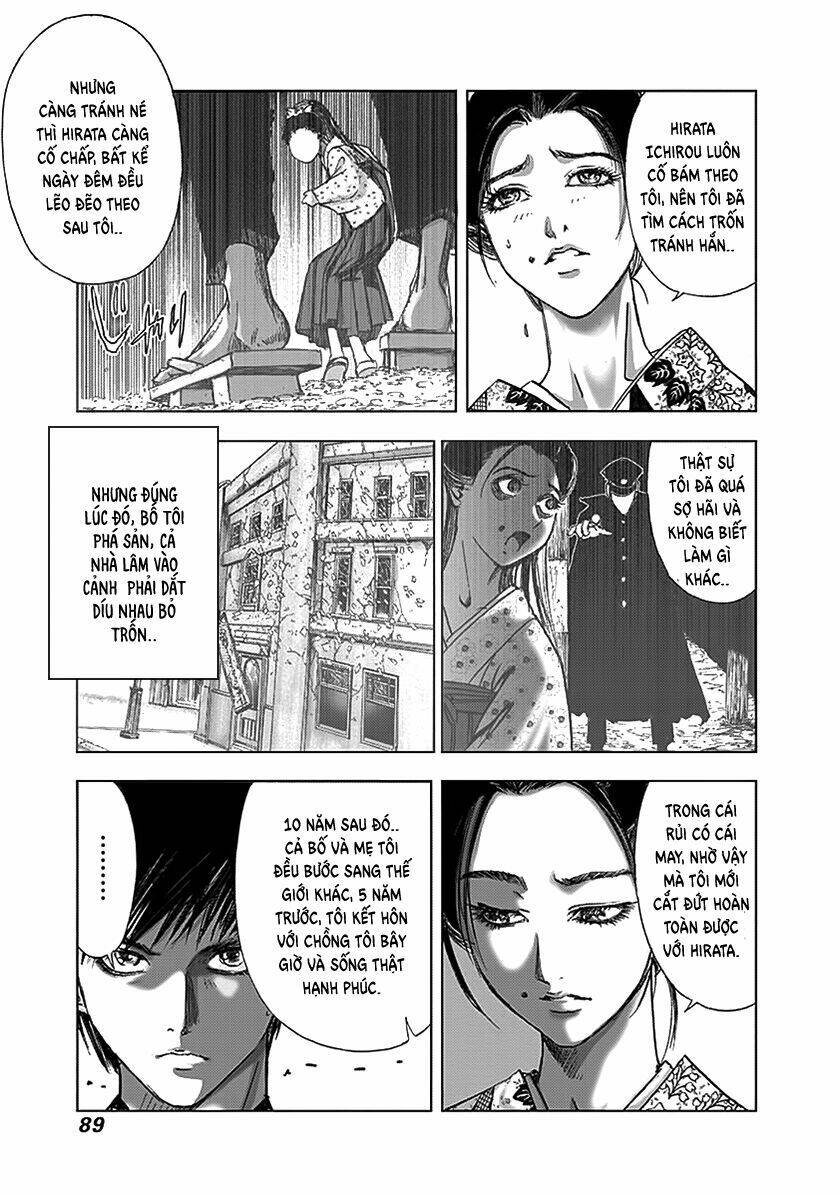 HIRATA
ICHIROU LUÔN
CỐ BÁM THEO
TÔI, NÊN TÔI ĐÃ
TÌM CÁCH TRỐN
TRÁNH HẮN..
NHƯNG
CÀNG TRÁNH NÉ
THÌ HIRATA CÀNG
CỐ CHẤP, BẤT KỂ
NGÀY ĐÊM ĐỀU
LẼO ĐẼO THEO
SAU TÔI..
THẬT SỰ
TÔI ĐÃ QUÁ
SỢ HÃI VÀ
KHÔNG BIẾT
LÀM GÌ
KHÁC..
NHƯNG ĐÚNG
LÚC ĐÓ, BỐ TÔI
PHÁ SẢN, CẢ
NHÀ LÂM VÀO
CẢNH PHẢI DẮT
DÍU NHAU BỎ
TRỐN..
TRONG CÁI
RỦI CÓ CÁI
MAY, NHỜ VẬY
MÀ TÔI MỚI
CẮT ĐỨT HOÀN
TOÀN ĐƯỢC
VỚI HIRATA.
10 NĂM SAU ĐÓ..
CẢ BỐ VÀ MẸ TÔI
ĐỀU BƯỚC SANG THẾ
GIỚI KHÁC, 5 NĂM
TRƯỚC, TÔI KẾT HÔN
VỚI CHỒNG TÔI BÂY
GIỜ VÀ SỐNG THẬT
HẠNH PHÚC.
.........
89